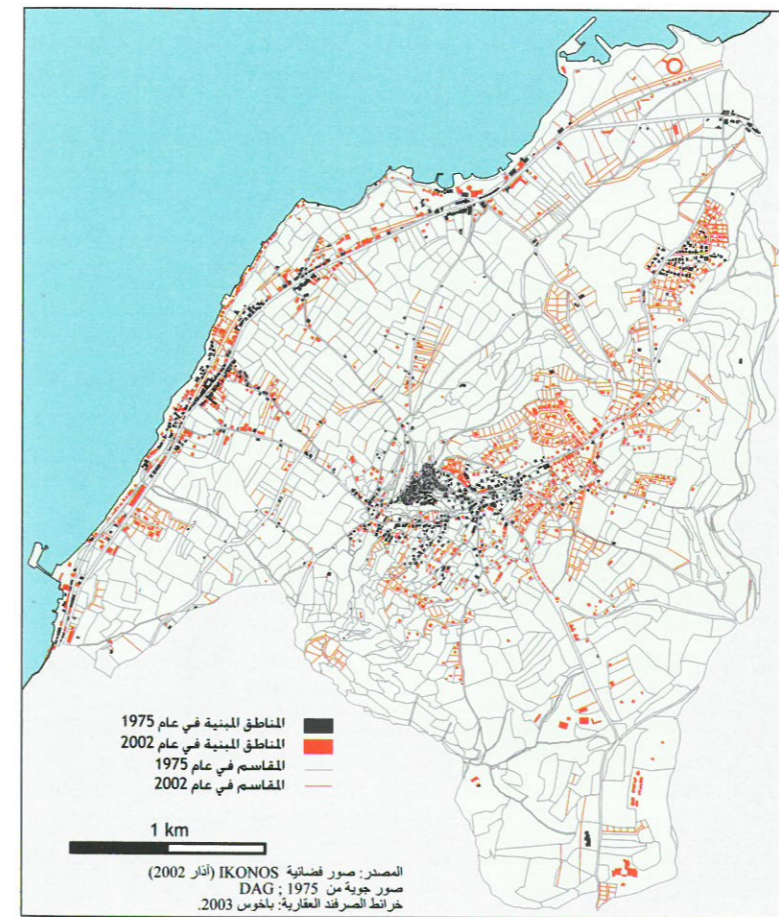 المناطق المبنية في عام 1975
المناطق المبنية في عام 2002
المقاسم في عام 1975
المقاسم في عام 2002
1 km
المصدر: صور فضائية IKONOS (آذار 2002)
صور جوية من 1975 ; DAG
خرائط الصرفند العقارية: باخوس 2003.